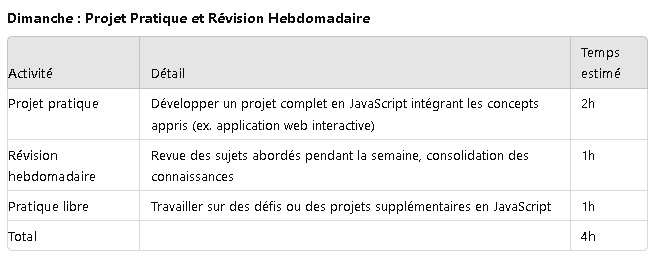 Dimanche : Projet Pratique et Révision Hebdomadaire
Activité Détail Temps estimé
Projet pratique Développer un projet complet en JavaScript intégrant les concepts
appris (ex. application web interactive) 2h
Révision
hebdomadaire Revue des sujets abordés pendant la semaine, consolidation des
connaissances 1h
Pratique libre Travailler sur des défis ou des projets supplémentaires en JavaScript 1h
Total 4h